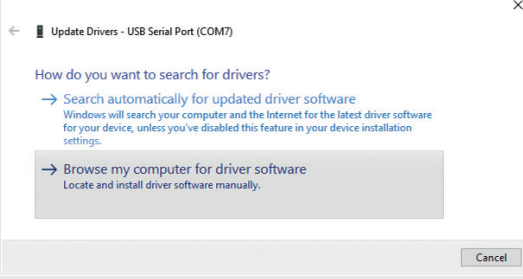 Update Drivers - USB Serial Port (COM7)
How do you want to search for drivers?
Search automatically for updated driver software
Windows will search your computer and the Internet for the latest driver software
for your device, unless you've disabled this feature in your device installation
settings.
Browse my computer for driver software
Locate and install driver software manually.
Cancel